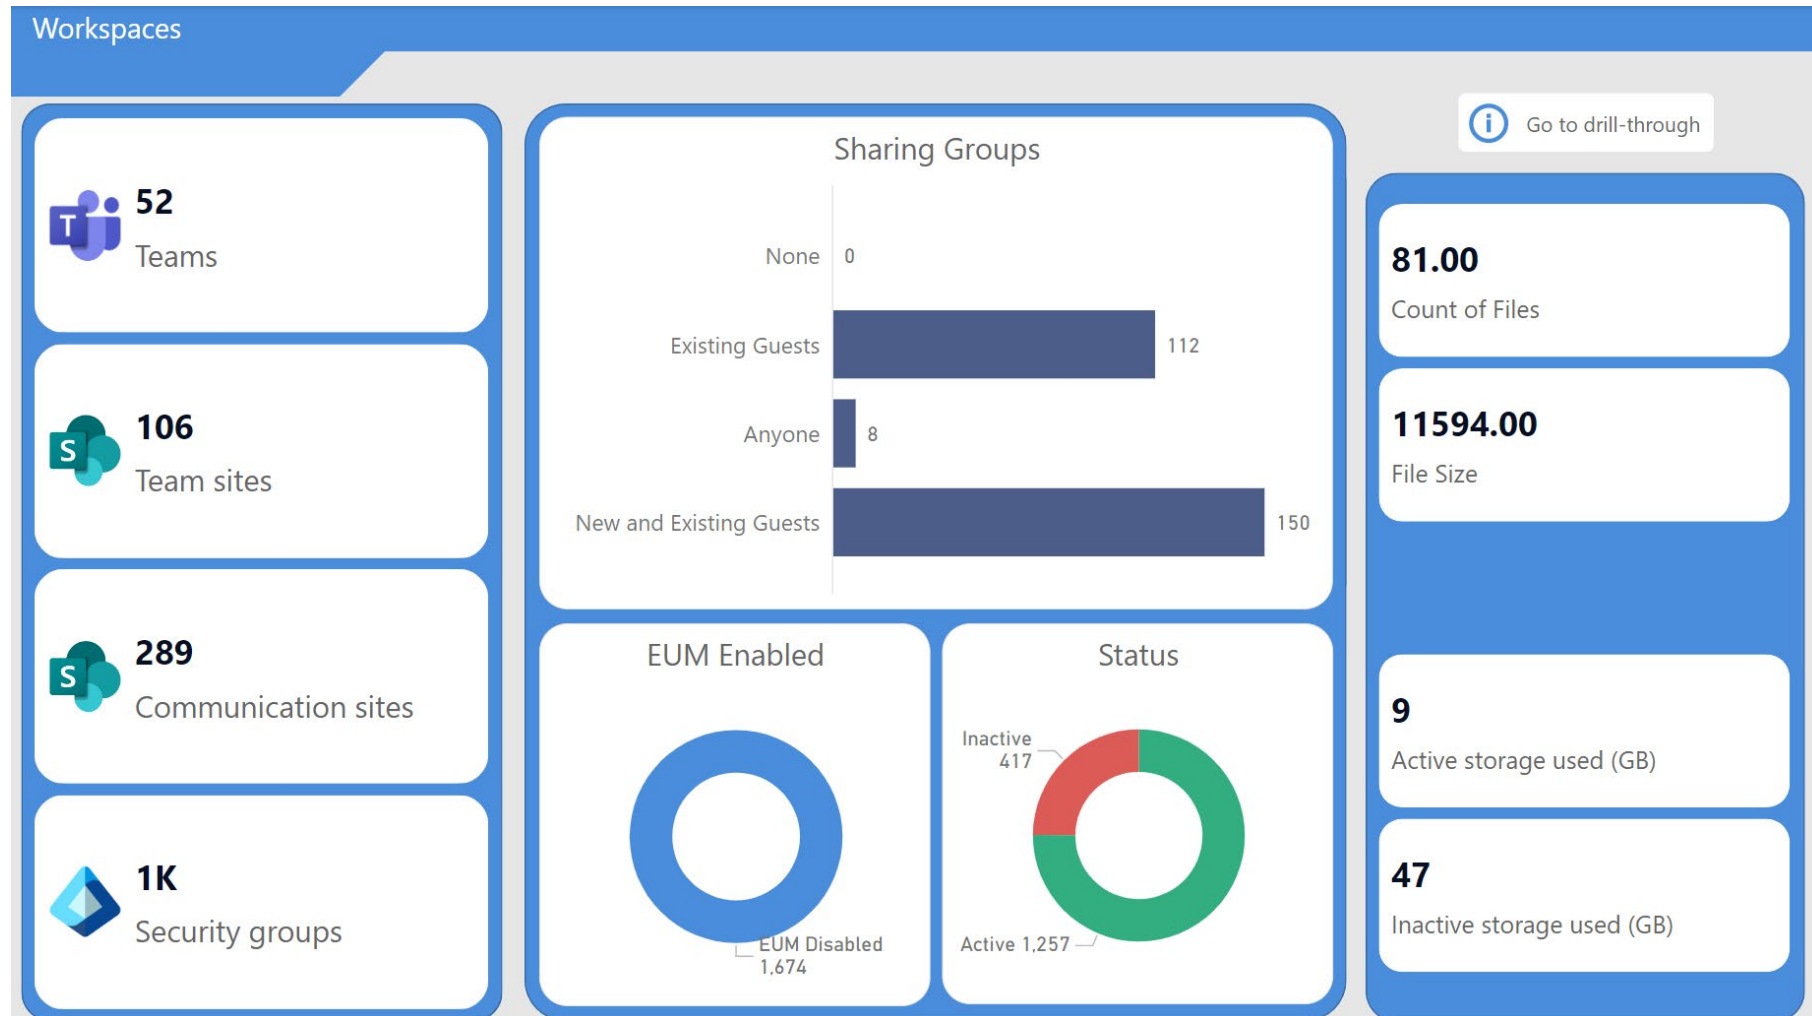 Workspaces
Go to drill-through
T
52
Teams
S
106
Team sites
S
289
Communication sites
1K
Security groups
Sharing Groups
None 0
Existing Guests 112
Anyone 8
New and Existing Guests 150
EUM Enabled
EUM Disabled
1,674
Status
Inactive
417
Active 1,257
81.00
Count of Files
11594.00
File Size
9
Active storage used (GB)
47
Inactive storage used (GB)